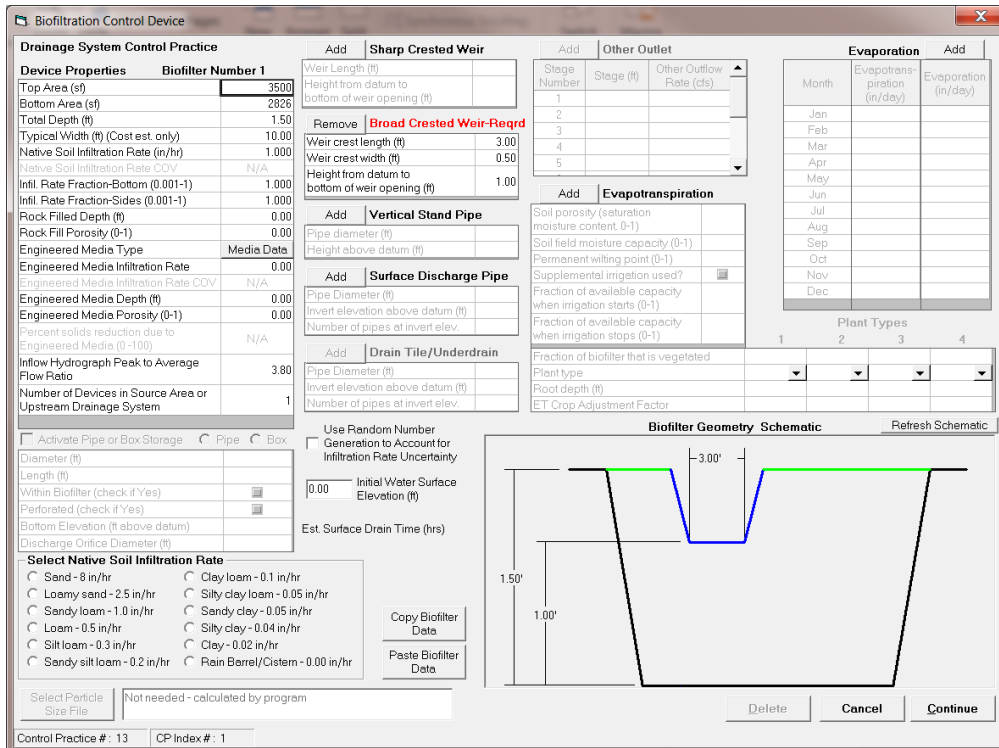 Biofiltration Control Device
Drainage System Control Practice
Device Properties Biofilter Number 1
Top Area (sf) 3500
Bottom Area (sf) 2826
Total Depth (ft) 1.50
Typical Width (ft) (Cost est. only) 10.00
Native Soil Infiltration Rate (in/hr) 1.000
Native Soil Infiltration Rate COV N/A
Infil. Rate Fraction-Bottom (0.001-1) 1.000
Infil. Rate Fraction-Sides (0.001-1) 1.000
Rock Filled Depth (ft) 0.00
Rock Fill Porosity (0-1) 0.00
Engineered Media Type Media Data
Engineered Media Infiltration Rate 0.00
Engineered Media Infiltration Rate COV N/A
Engineered Media Depth (ft) 0.00
Engineered Media Porosity (0-1) 0.00
Percent solids reduction due to
Engineered Media (0 -100) N/A
Inflow Hydrograph Peak to Average
Flow Ratio 3.80
Number of Devices in Source Area or
Upstream Drainage System 1
Activate Pipe or Box Storage Pipe Box
Diameter (ft)
Length (ft)
Within Biofilter (check if Yes)
Perforated (check if Yes)
Bottom Elevation (ft above datum)
Discharge Orifice Diameter (ft)
Select Native Soil Infiltration Rate
Sand - 8 in/hr Clay loam - 0.1 in/hr
Loamy sand - 2.5 in/hr Silty clay loam - 0.05 in/hr
Sandy loam - 1.0 in/hr Sandy clay - 0.05 in/hr
Loam - 0.5 in/hr Silty clay - 0.04 in/hr
Silt loam - 0.3 in/hr Clay - 0.02 in/hr
Sandy silt loam - 0.2 in/hr Rain Barrel/Cistern - 0.00 in/hr
Select Particle
Size File
Not needed - calculated by program
Control Practice # : 13 CP Index # : 1
Add Sharp Crested Weir
Weir Length (ft)
Height from datum to
bottom of weir opening (ft)
Remove Broad Crested Weir-Reqrd
Weir crest length (ft) 3.00
Weir crest width (ft) 0.50
Height from datum to
bottom of weir opening (ft) 1.00
Add Vertical Stand Pipe
Pipe diameter (ft)
Height above datum (ft)
Add Surface Discharge Pipe
Pipe Diameter (ft)
Invert elevation above datum (ft)
Number of pipes at invert elev.
Add Drain Tile/Underdrain
Pipe Diameter (ft)
Invert elevation above datum (ft)
Number of pipes at invert elev.
Use Random Number
Generation to Account for
Infiltration Rate Uncertainty
0.00 Initial Water Surface
Elevation (ft)
Est. Surface Drain Time (hrs)
Copy Biofilter
Data
Paste Biofilter
Data
Add Other Outlet
Stage
Number Stage (ft) Other Outflow
Rate (cfs)
1
2
3
4
5
Add Evapotranspiration
Soil porosity (saturation
moisture content, 0-1)
Soil field moisture capacity (0-1)
Permanent wilting point (0-1)
Supplemental irrigation used?
Fraction of available capacity
when irrigation starts (0-1)
Fraction of available capacity
when irrigation stops (0-1)
Fraction of biofilter that is vegetated
Plant type
Root depth (ft)
ET Crop Adjustment Factor
Evaporation Add
Month Evapotrans-
piration
(in/day) Evaporation
(in/day)
Jan
Feb
Mar
Apr
May
Jun
Jul
Aug
Sep
Oct
Nov
Dec
Plant Types
1 2 3 4
Biofilter Geometry Schematic Refresh Schematic
3.00'
1.50'
1.00'
Delete Cancel Continue